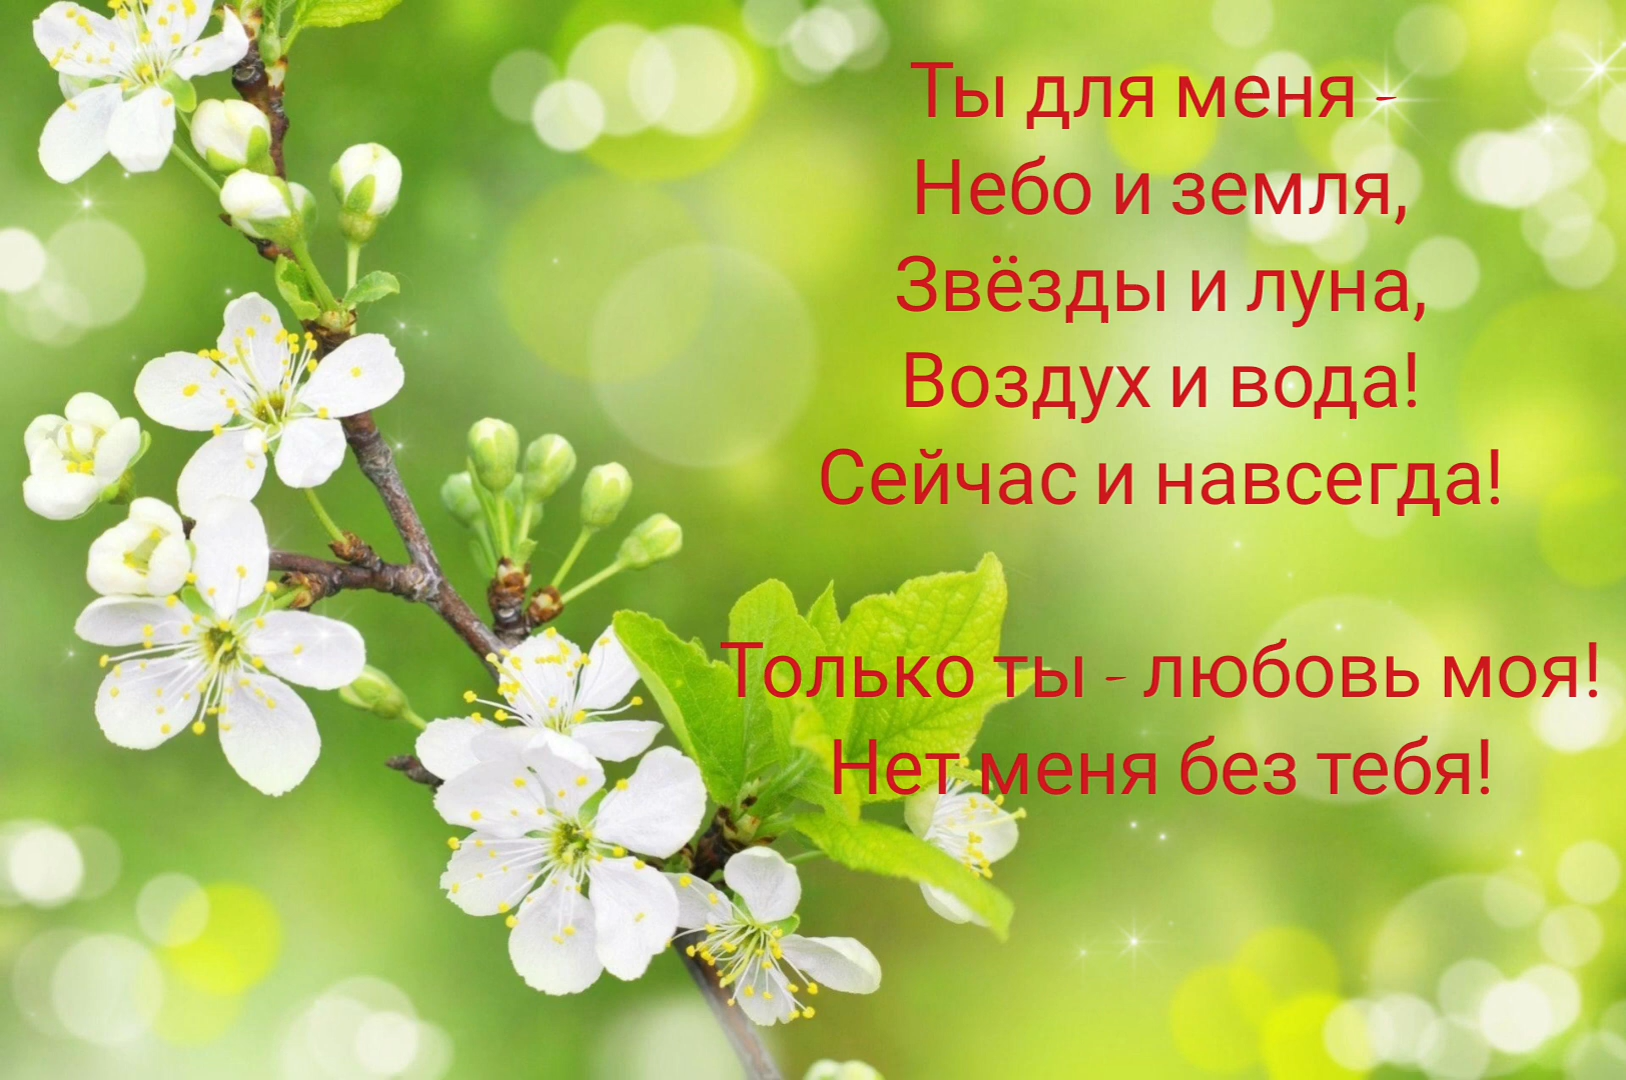 Ты для меня -
Небо и земля,
Звёзды и луна,
Воздух и вода!
Сейчас и навсегда!
Только ты - любовь моя!
Нет меня без тебя!